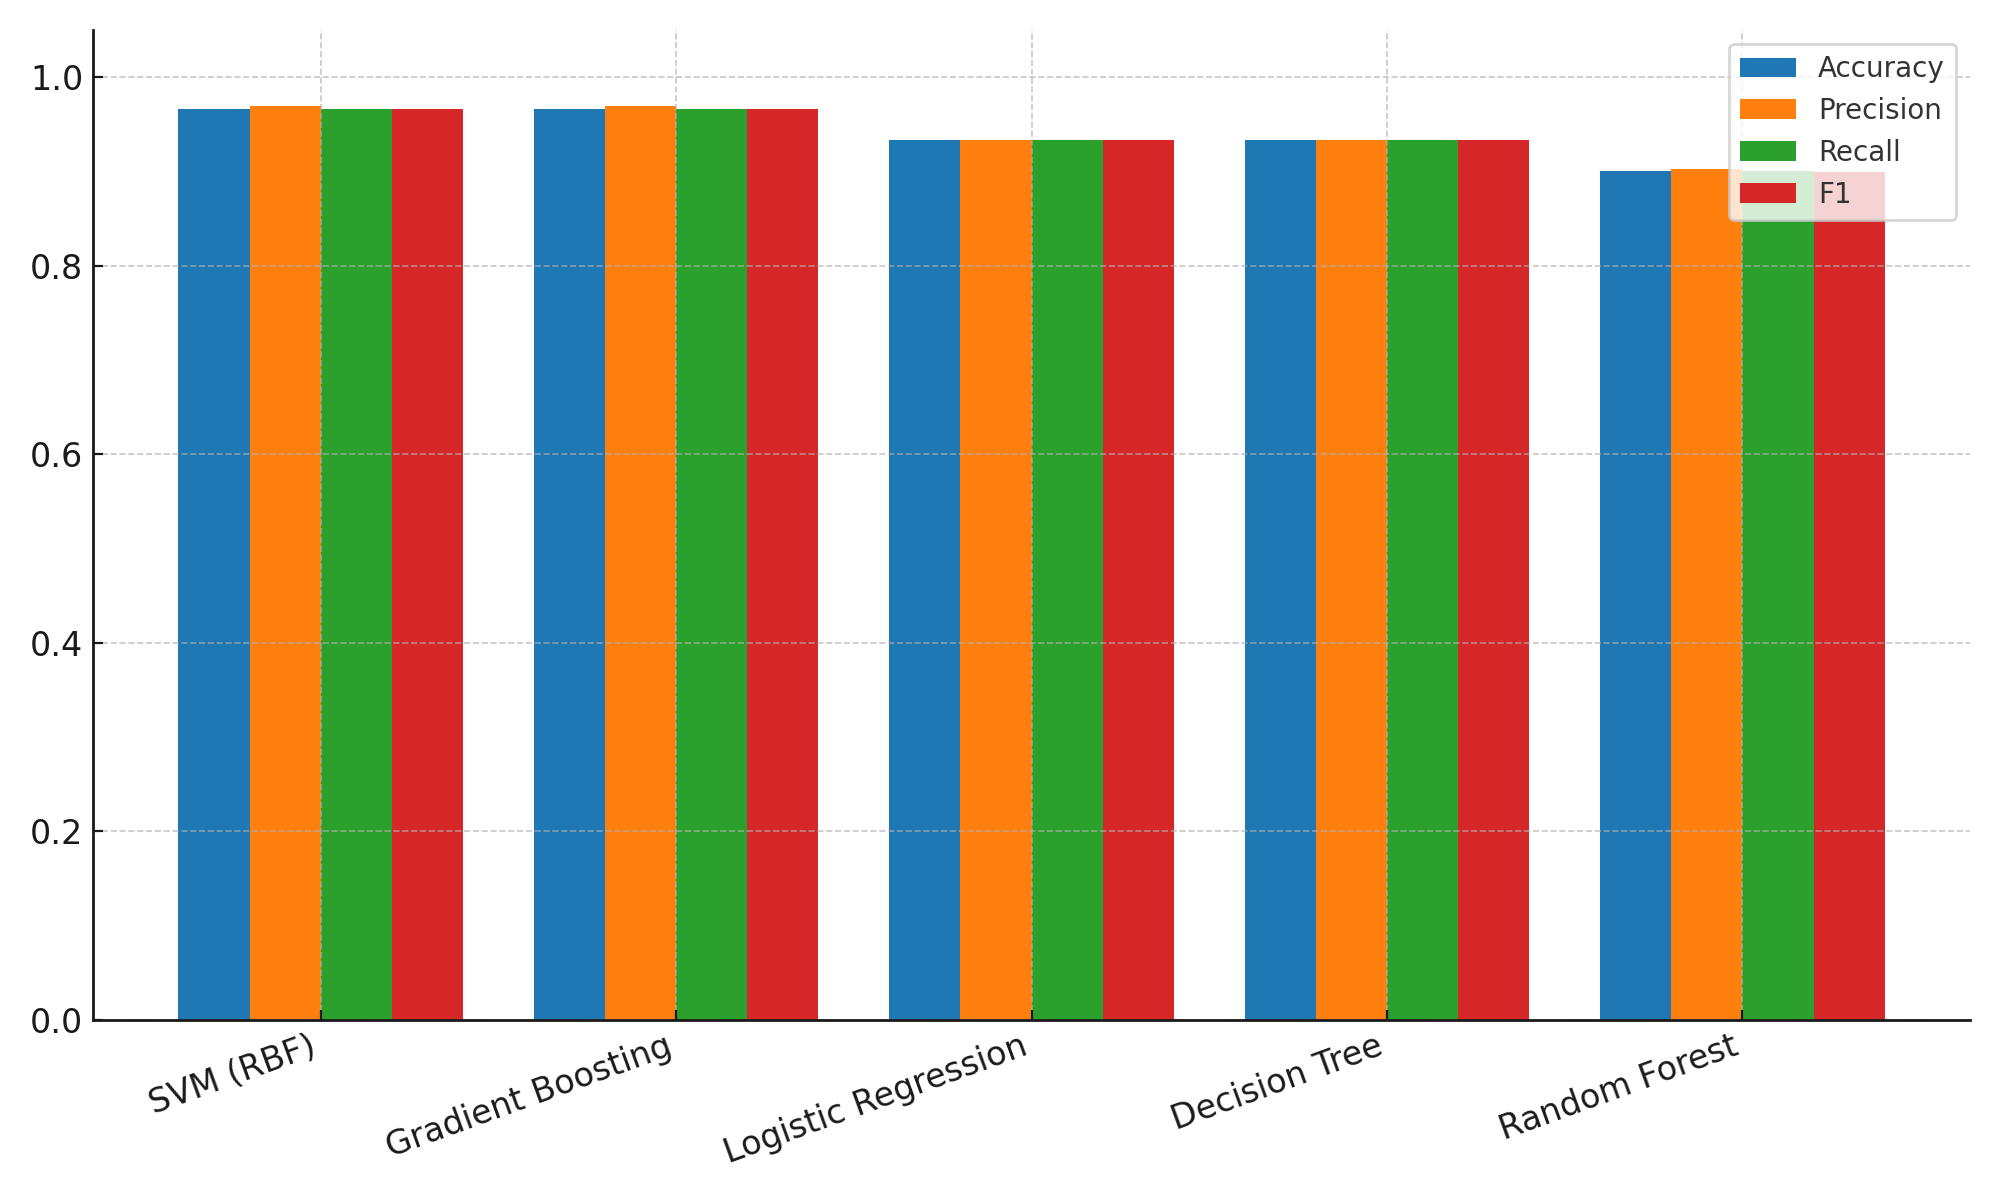 1.0
0.8
0.6
0.4
0.2
0.0
Accuracy
Precision
Recall
F1
SVM (RBF)
Gradient Boosting
Logistic Regression
Decision Tree
Random Forest